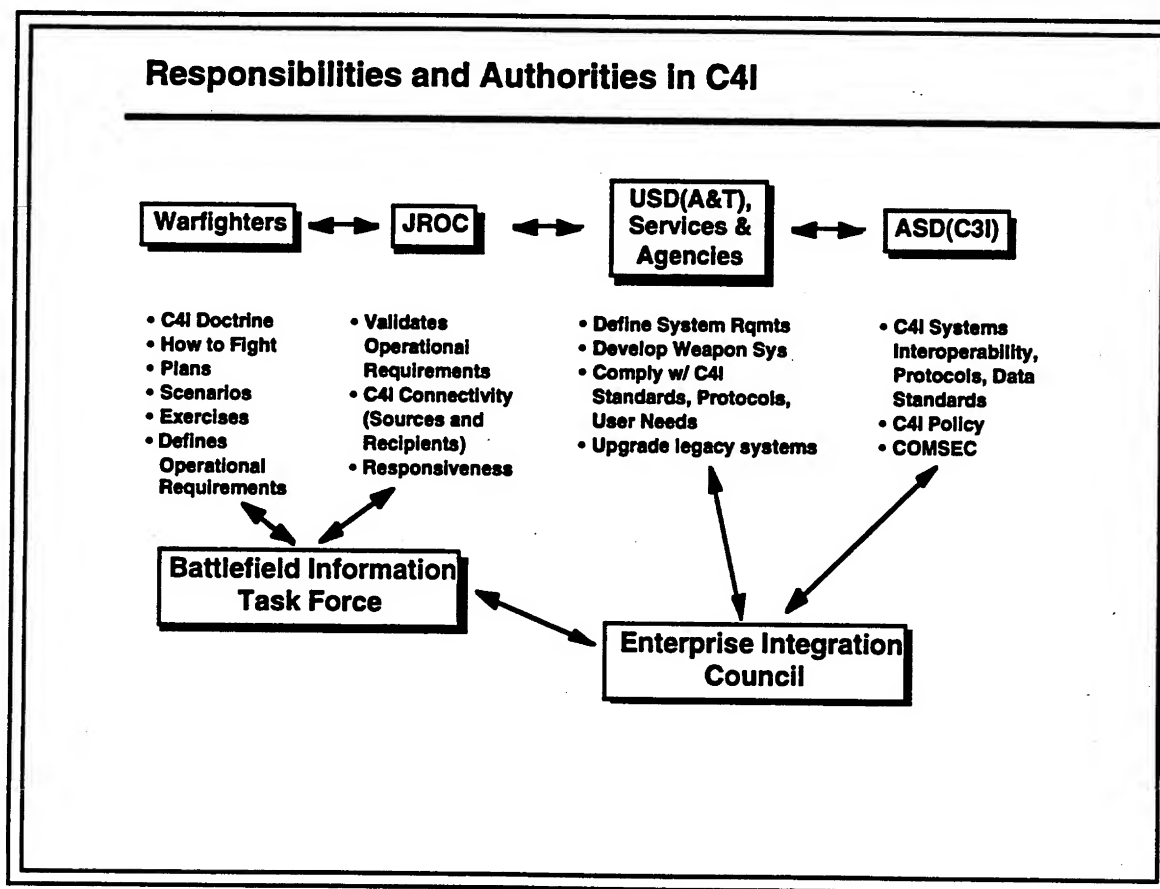 Responsibilities and Authorities in C4I
Warfighters
JROC
USD(A&T),
Services &
Agencies
ASD(C3I)
• C4I Doctrine
• How to Fight
• Plans
• Scenarios
• Exercises
• Defines
Operational
Requirements
• Validates
Operational
Requirements
• C4I Connectivity
(Sources and
Recipients)
• Responsiveness
• Define System Rqmts
• Develop Weapon Sys
• Comply w/ C4I
Standards, Protocols,
User Needs
• Upgrade legacy systems
• C4I Systems
Interoperability,
Protocols, Data
Standards
• C4I Policy
• COMSEC
Battlefield Information
Task Force
Enterprise Integration
Council